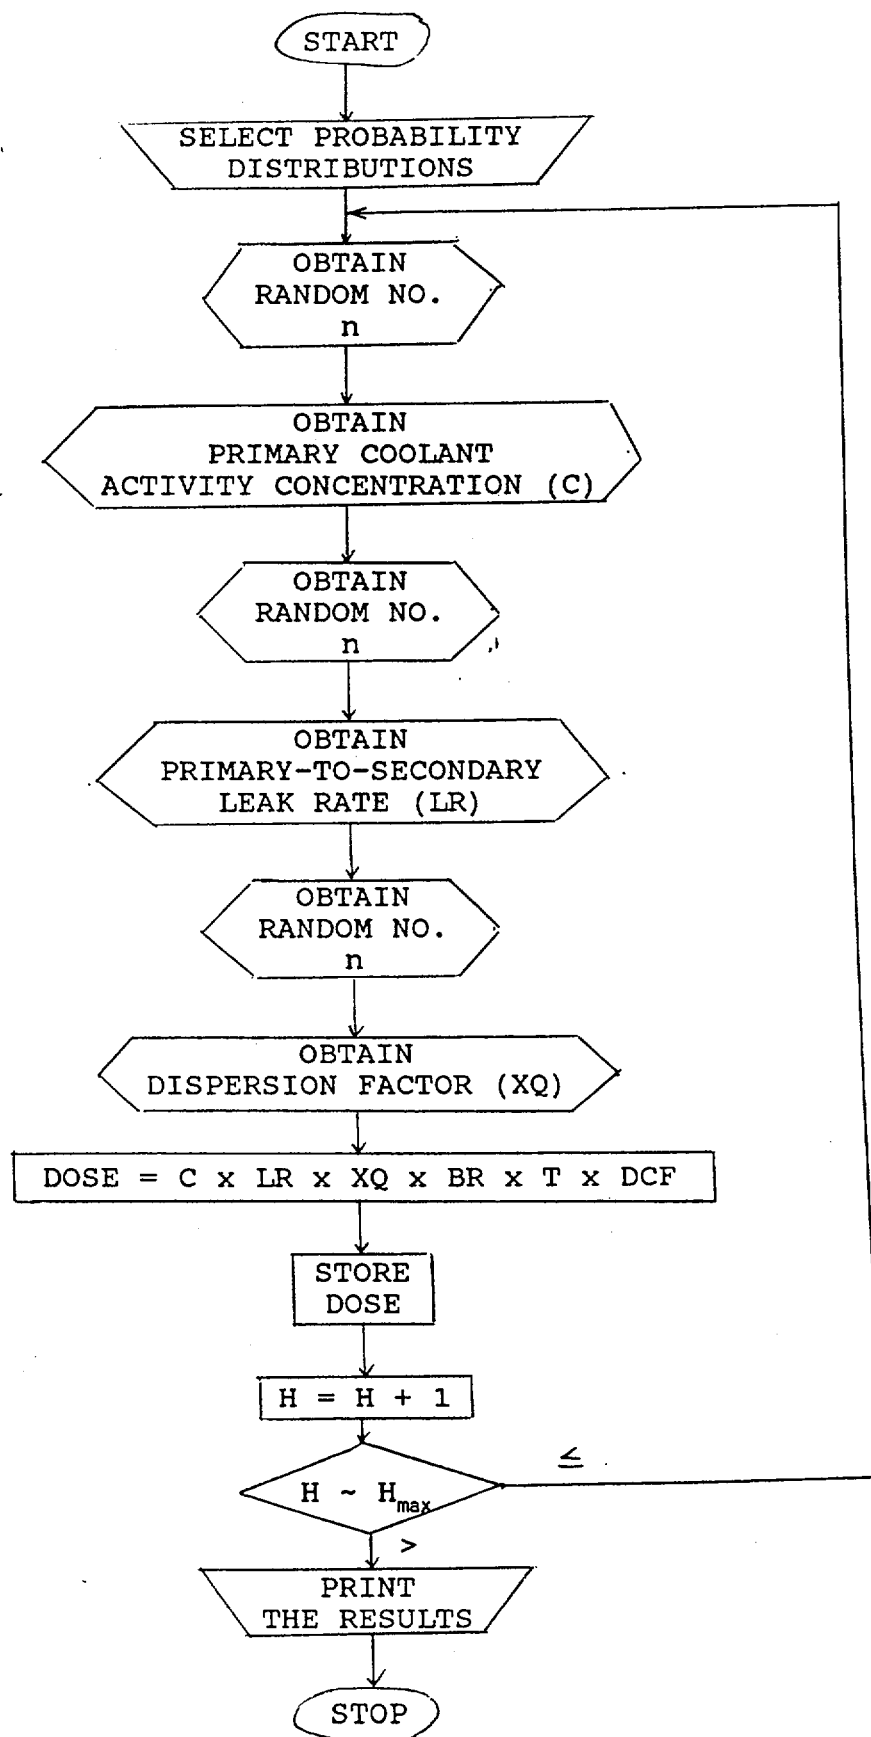 START
SELECT PROBABILITY
DISTRIBUTIONS
OBTAIN
RANDOM NO.
n
OBTAIN
PRIMARY COOLANT
ACTIVITY CONCENTRATION (C)
OBTAIN
RANDOM NO.
n
OBTAIN
PRIMARY-TO-SECONDARY
LEAK RATE (LR)
OBTAIN
RANDOM NO.
n
OBTAIN
DISPERSION FACTOR (XQ)
DOSE = C x LR x XQ x BR x T x DCF
STORE
DOSE
H = H + 1
≤
H ~ Hmax
>
PRINT
THE RESULTS
STOP